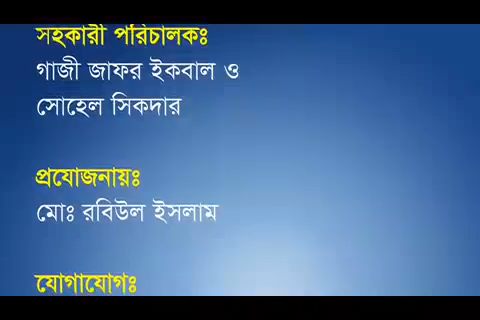 সহকারী পরিচালকঃ
গাজী জাফর ইকবাল ও
সোহেল সিকদার
প্রযোজনায়ঃ
মোঃ রবিউল ইসলাম
যোগাযোগঃ